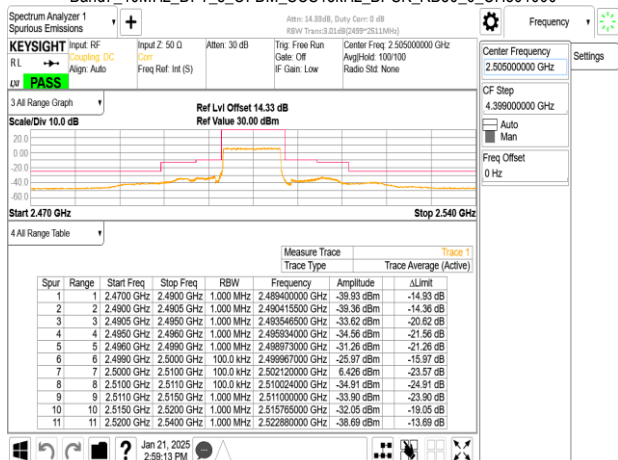 Spectrum Analyzer 1
Spurious Emissions
Attn: 14.33dB, Duty Corr: 0 dB
RBW Trans:3.01dB(2499~2511MHz)
Frequency
KEYSIGHT
Input: RF
Coupling: DC
Align: Auto
Input Z: 50 Ω
Corr
Freq Ref: Int (S)
Atten: 30 dB
Trig: Free Run
Gate: Off
IF Gain: Low
Center Freq: 2.505000000 GHz
Avg|Hold: 100/100
Radio Std: None
RL
LXI PASS
Center Frequency
2.505000000 GHz
Settings
CF Step
4.399000000 GHz
Auto
Man
Freq Offset
0 Hz
3 All Range Graph
Scale/Div 10.0 dB
Ref Lvl Offset 14.33 dB
Ref Value 30.00 dBm
20.0
0.00
-20.0
-40.0
-60.0
Start 2.470 GHz
Stop 2.540 GHz
4 All Range Table
Measure Trace Trace 1
Trace Type Trace Average (Active)
Spur Range Start Freq Stop Freq RBW Frequency Amplitude ΔLimit
1 1 2.4700 GHz 2.4900 GHz 1.000 MHz 2.489400000 GHz -39.93 dBm -14.93 dB
2 2 2.4900 GHz 2.4905 GHz 1.000 MHz 2.490415500 GHz -39.36 dBm -14.36 dB
3 3 2.4905 GHz 2.4950 GHz 1.000 MHz 2.493546500 GHz -33.62 dBm -20.62 dB
4 4 2.4950 GHz 2.4960 GHz 1.000 MHz 2.495934000 GHz -34.56 dBm -21.56 dB
5 5 2.4960 GHz 2.4990 GHz 1.000 MHz 2.498973000 GHz -31.26 dBm -21.26 dB
6 6 2.4990 GHz 2.5000 GHz 100.0 kHz 2.499967000 GHz -25.97 dBm -15.97 dB
7 7 2.5000 GHz 2.5100 GHz 100.0 kHz 2.502120000 GHz 6.426 dBm -23.57 dB
8 8 2.5100 GHz 2.5110 GHz 100.0 kHz 2.510024000 GHz -34.91 dBm -24.91 dB
9 9 2.5110 GHz 2.5150 GHz 1.000 MHz 2.511000000 GHz -33.90 dBm -23.90 dB
10 10 2.5150 GHz 2.5200 GHz 1.000 MHz 2.515765000 GHz -32.05 dBm -19.05 dB
11 11 2.5200 GHz 2.5400 GHz 1.000 MHz 2.522880000 GHz -38.69 dBm -13.69 dB
Jan 21, 2025
2:59:13 PM